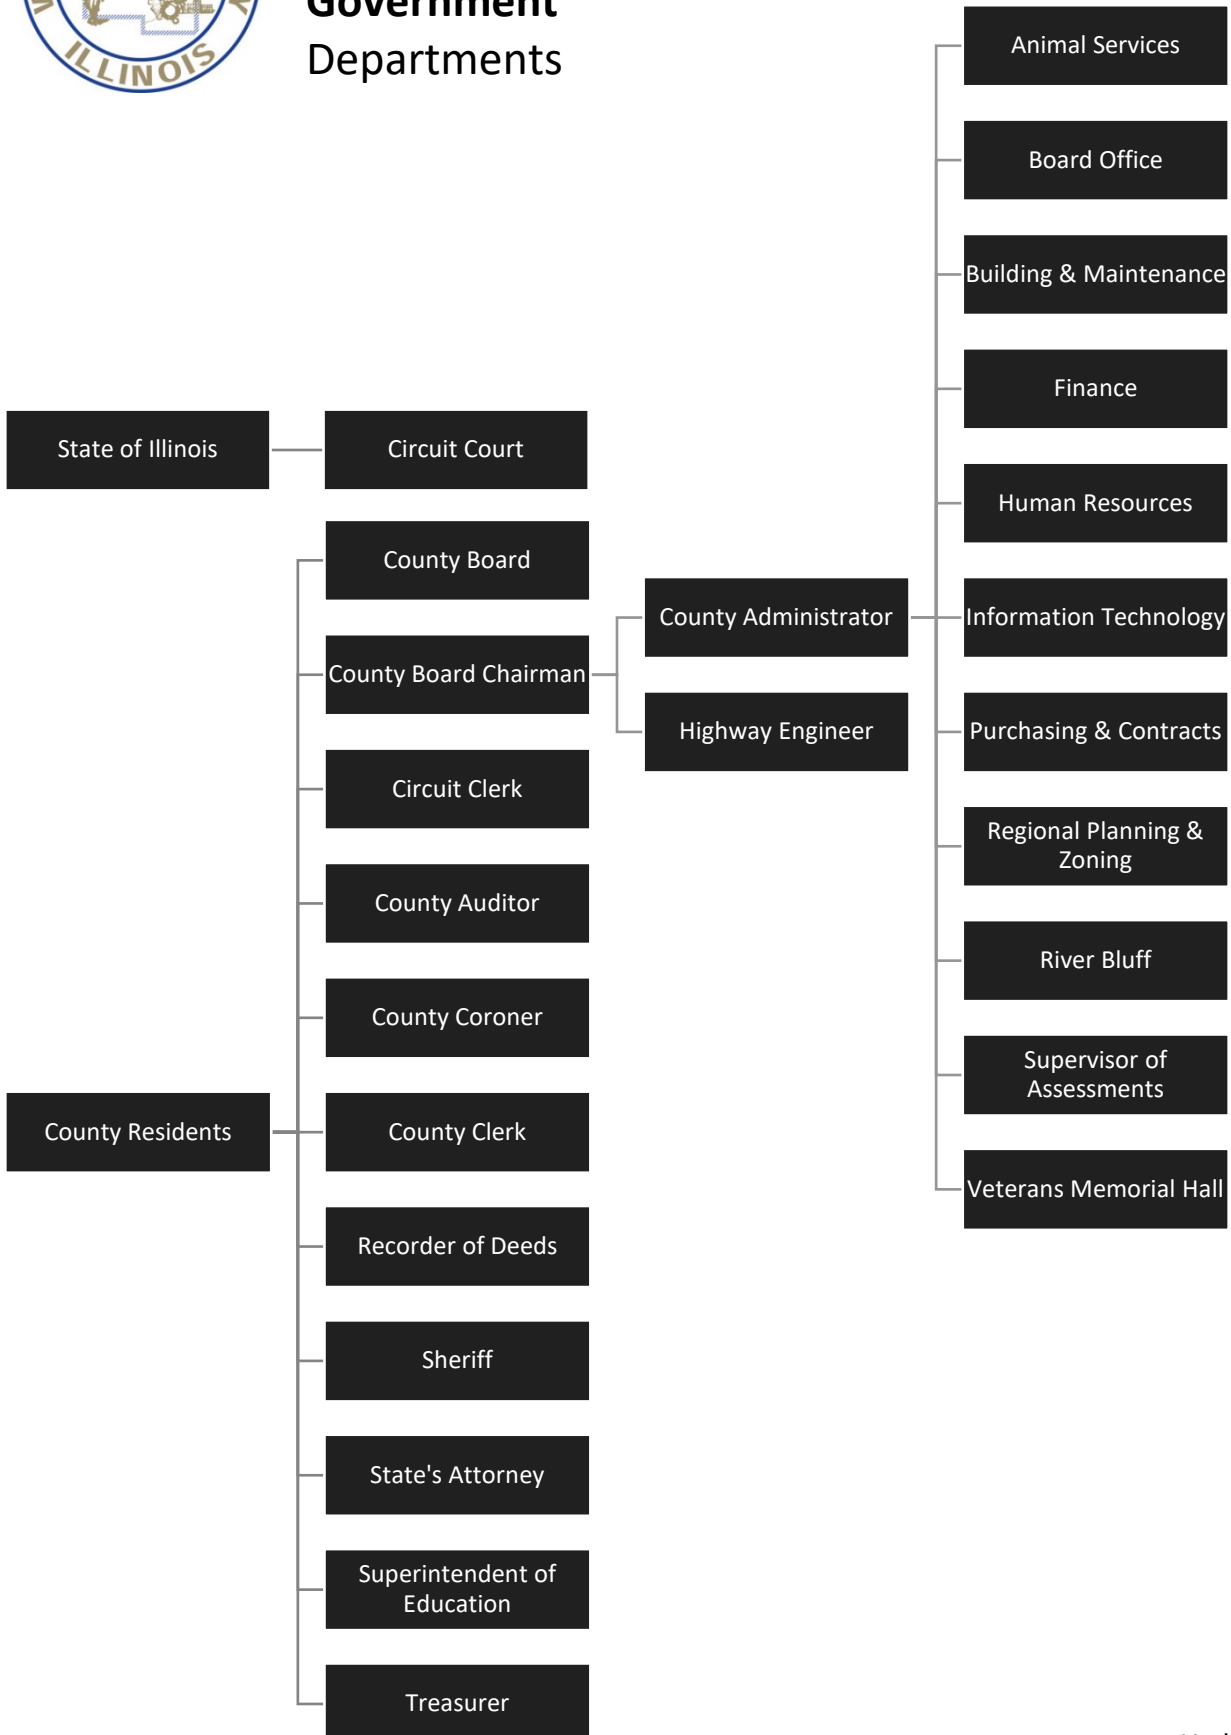 ILLINOIS
Government
Departments
Animal Services
Board Office
Building & Maintenance
Finance
State of Illinois
Circuit Court
Human Resources
County Board
County Administrator
Information Technology
County Board Chairman
Highway Engineer
Purchasing & Contracts
Circuit Clerk
Regional Planning &
Zoning
County Auditor
River Bluff
County Coroner
Supervisor of
Assessments
County Residents
County Clerk
Veterans Memorial Hall
Recorder of Deeds
Sheriff
State's Attorney
Superintendent of
Education
Treasurer